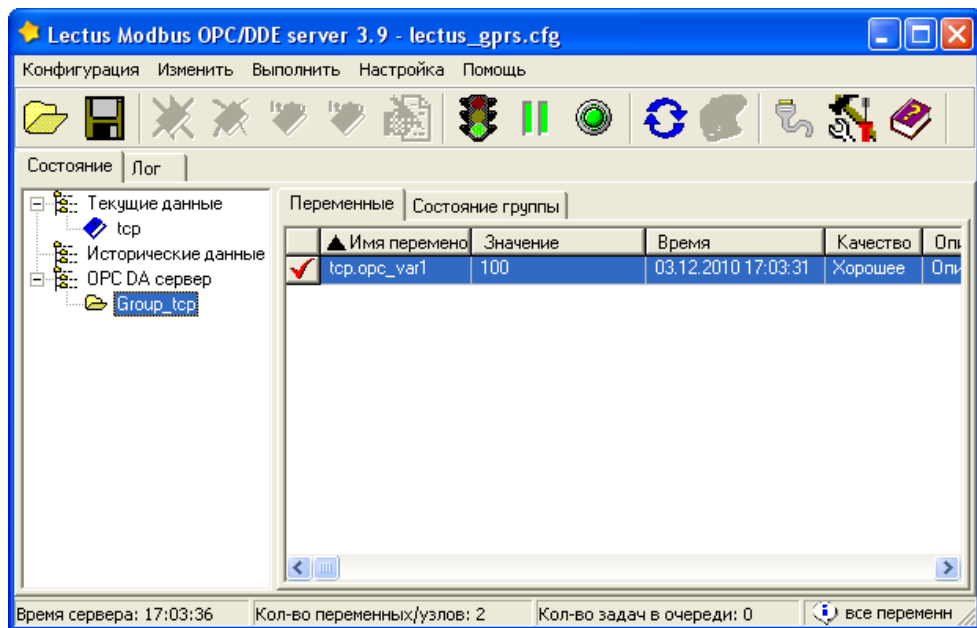 Lectus Modbus OPC/DDE server 3.9 - lectus_gprs.cfg
Конфигурация Изменить Выполнить Настройка Помощь
Состояние Лог
Текущие данные
tcp
Исторические данные
OPC DA сервер
Group_tcp
Переменные Состояние группы
Имя перемено Значение Время Качество Опи
tcp.opc_var1 100 03.12.2010 17:03:31 Хорошее Опи
Время сервера: 17:03:36 Кол-во переменных/узлов: 2 Кол-во задач в очереди: 0 все переменн